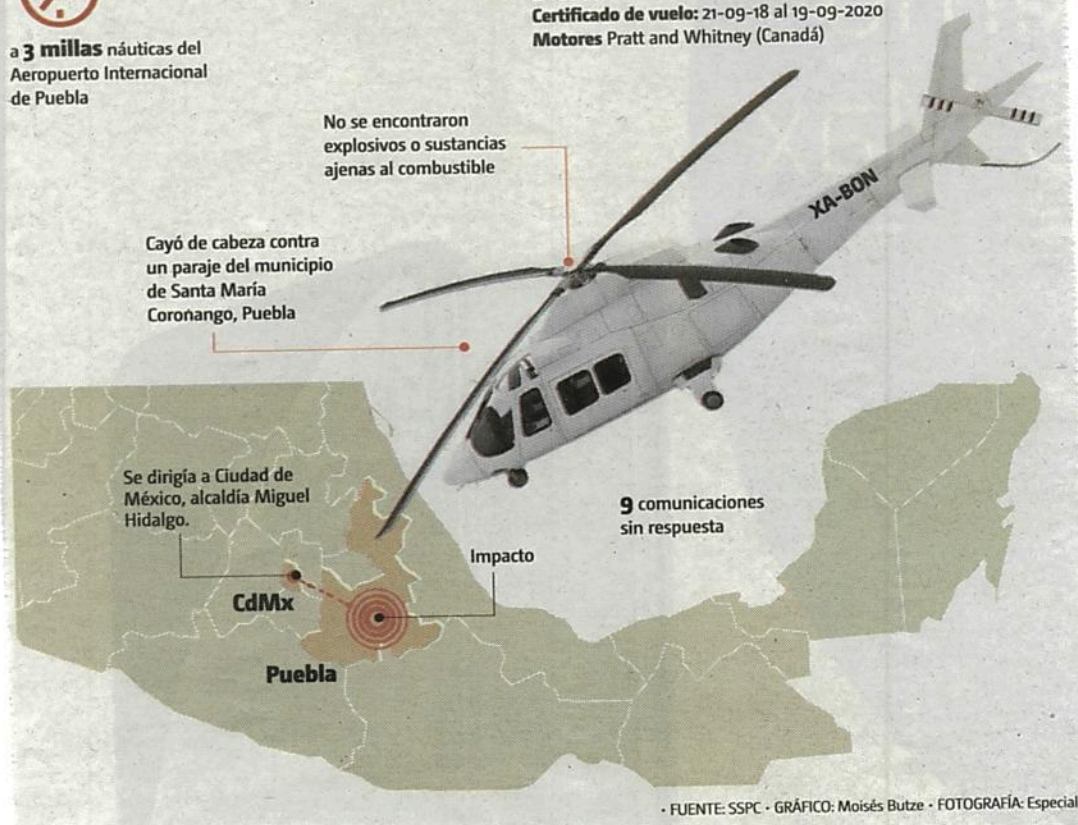 a 3 millas náuticas del
Aeropuerto Internacional
de Puebla
Certificado de vuelo: 21-09-18 al 19-09-2020
Motores Pratt and Whitney (Canadá)
No se encontraron
explosivos o sustancias
ajenas al combustible
XA-BON
Cayó de cabeza contra
un paraje del municipio
de Santa María
Coronango, Puebla
Se dirigía a Ciudad de
México, alcaldía Miguel
Hidalgo.
9 comunicaciones
sin respuesta
Impacto
CdMx
Puebla
• FUENTE: SSPC • GRÁFICO: Moisés Butze • FOTOGRAFÍA: Especial